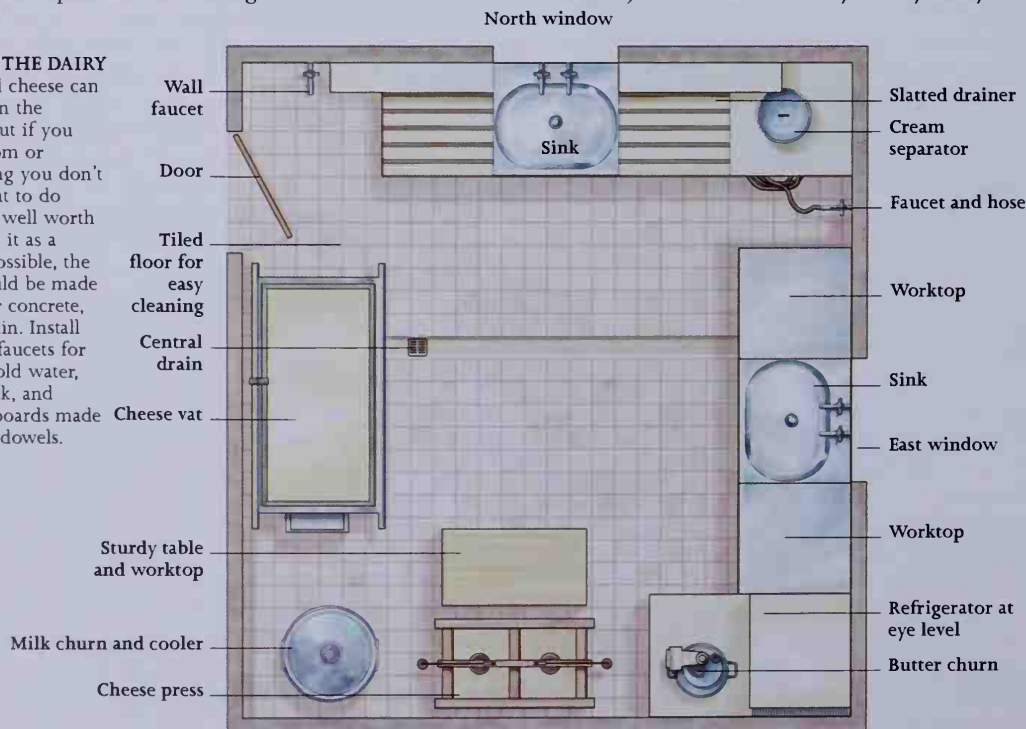 North window
THE DAIRY
cheese can
n the
ut if you
m or
ng you don't
t to do
well worth
it as a
ossible, the
ld be made
concrete,
in. Install
faucets for
old water,
k, and
boards made
dowels.
Wall
faucet
Door
Tiled
floor for
easy
cleaning
Central
drain
Cheese vat
Sturdy table
and worktop
Milk churn and cooler
Cheese press
Sink
Slatted drainer
Cream
separator
Faucet and hose
Worktop
Sink
East window
Worktop
Refrigerator at
eye level
Butter churn